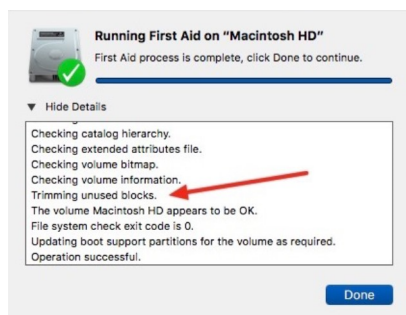 Running First Aid on “Macintosh HD”
First Aid process is complete, click Done to continue.
Hide Details
Checking catalog hierarchy.
Checking extended attributes file.
Checking volume bitmap.
Checking volume information.
Trimming unused blocks.
The volume Macintosh HD appears to be OK.
File system check exit code is 0.
Updating boot support partitions for the volume as required.
Operation successful.
Done